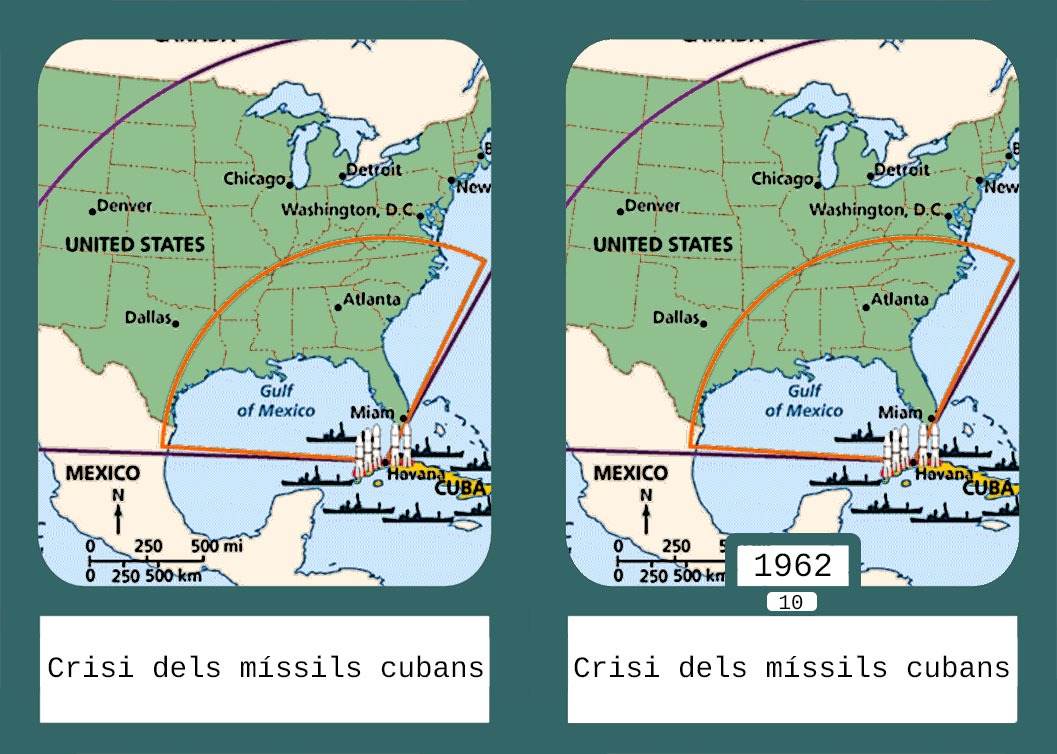 CANADA
Chicago
Detroit
B
New
Denver
Washington, D.C
UNITED STATES
Atlanta
Dallas
Gulf
of Mexico
Miam
MEXICO
Havana
CUBA
N
0 250 500 mi
0 250 500 km
Crisi dels míssils cubans
CANADA
Chicago
Detroit
B
New
Denver
Washington, D.C
UNITED STATES
Atlanta
Dallas
Gulf
of Mexico
Miam
MEXICO
Havana
CUBA
N
0 250 5
0 250 500 km
1962
10
Crisi dels míssils cubans